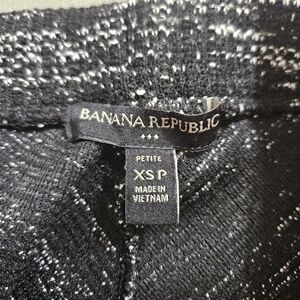 BANANA REPUBLIC
PETITE
XSP
MADE IN
VIETNAM